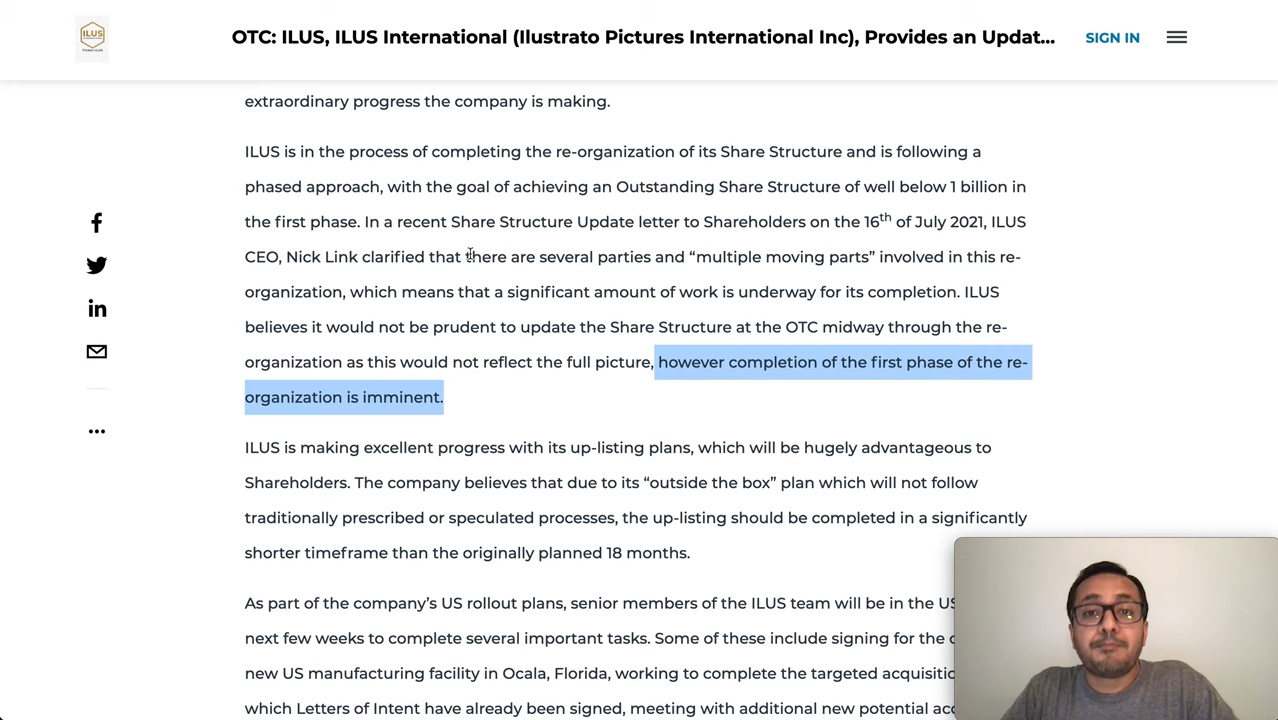 ILUS
OTC: ILUS, ILUS International (Ilustrato Pictures International Inc), Provides an Updat...
SIGN IN
extraordinary progress the company is making.
ILUS is in the process of completing the re-organization of its Share Structure and is following a
phased approach, with the goal of achieving an Outstanding Share Structure of well below 1 billion in
the first phase. In a recent Share Structure Update letter to Shareholders on the 16th of July 2021, ILUS
CEO, Nick Link clarified that there are several parties and “multiple moving parts” involved in this re-
organization, which means that a significant amount of work is underway for its completion. ILUS
believes it would not be prudent to update the Share Structure at the OTC midway through the re-
organization as this would not reflect the full picture, however completion of the first phase of the re-
organization is imminent.
ILUS is making excellent progress with its up-listing plans, which will be hugely advantageous to
Shareholders. The company believes that due to its “outside the box” plan which will not follow
traditionally prescribed or speculated processes, the up-listing should be completed in a significantly
shorter timeframe than the originally planned 18 months.
As part of the company’s US rollout plans, senior members of the ILUS team will be in the US
next few weeks to complete several important tasks. Some of these include signing for the
new US manufacturing facility in Ocala, Florida, working to complete the targeted
which Letters of Intent have already been signed, meeting with additional new potential